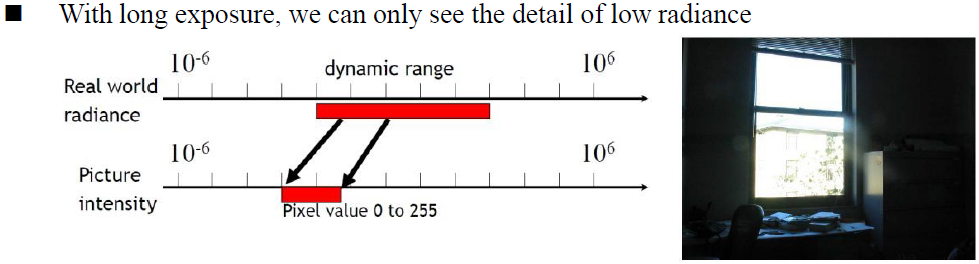 ■ With long exposure, we can only see the detail of low radiance
10⁻⁶ dynamic range 10⁶
Real world
radiance
10⁻⁶ 10⁶
Picture
intensity
Pixel value 0 to 255